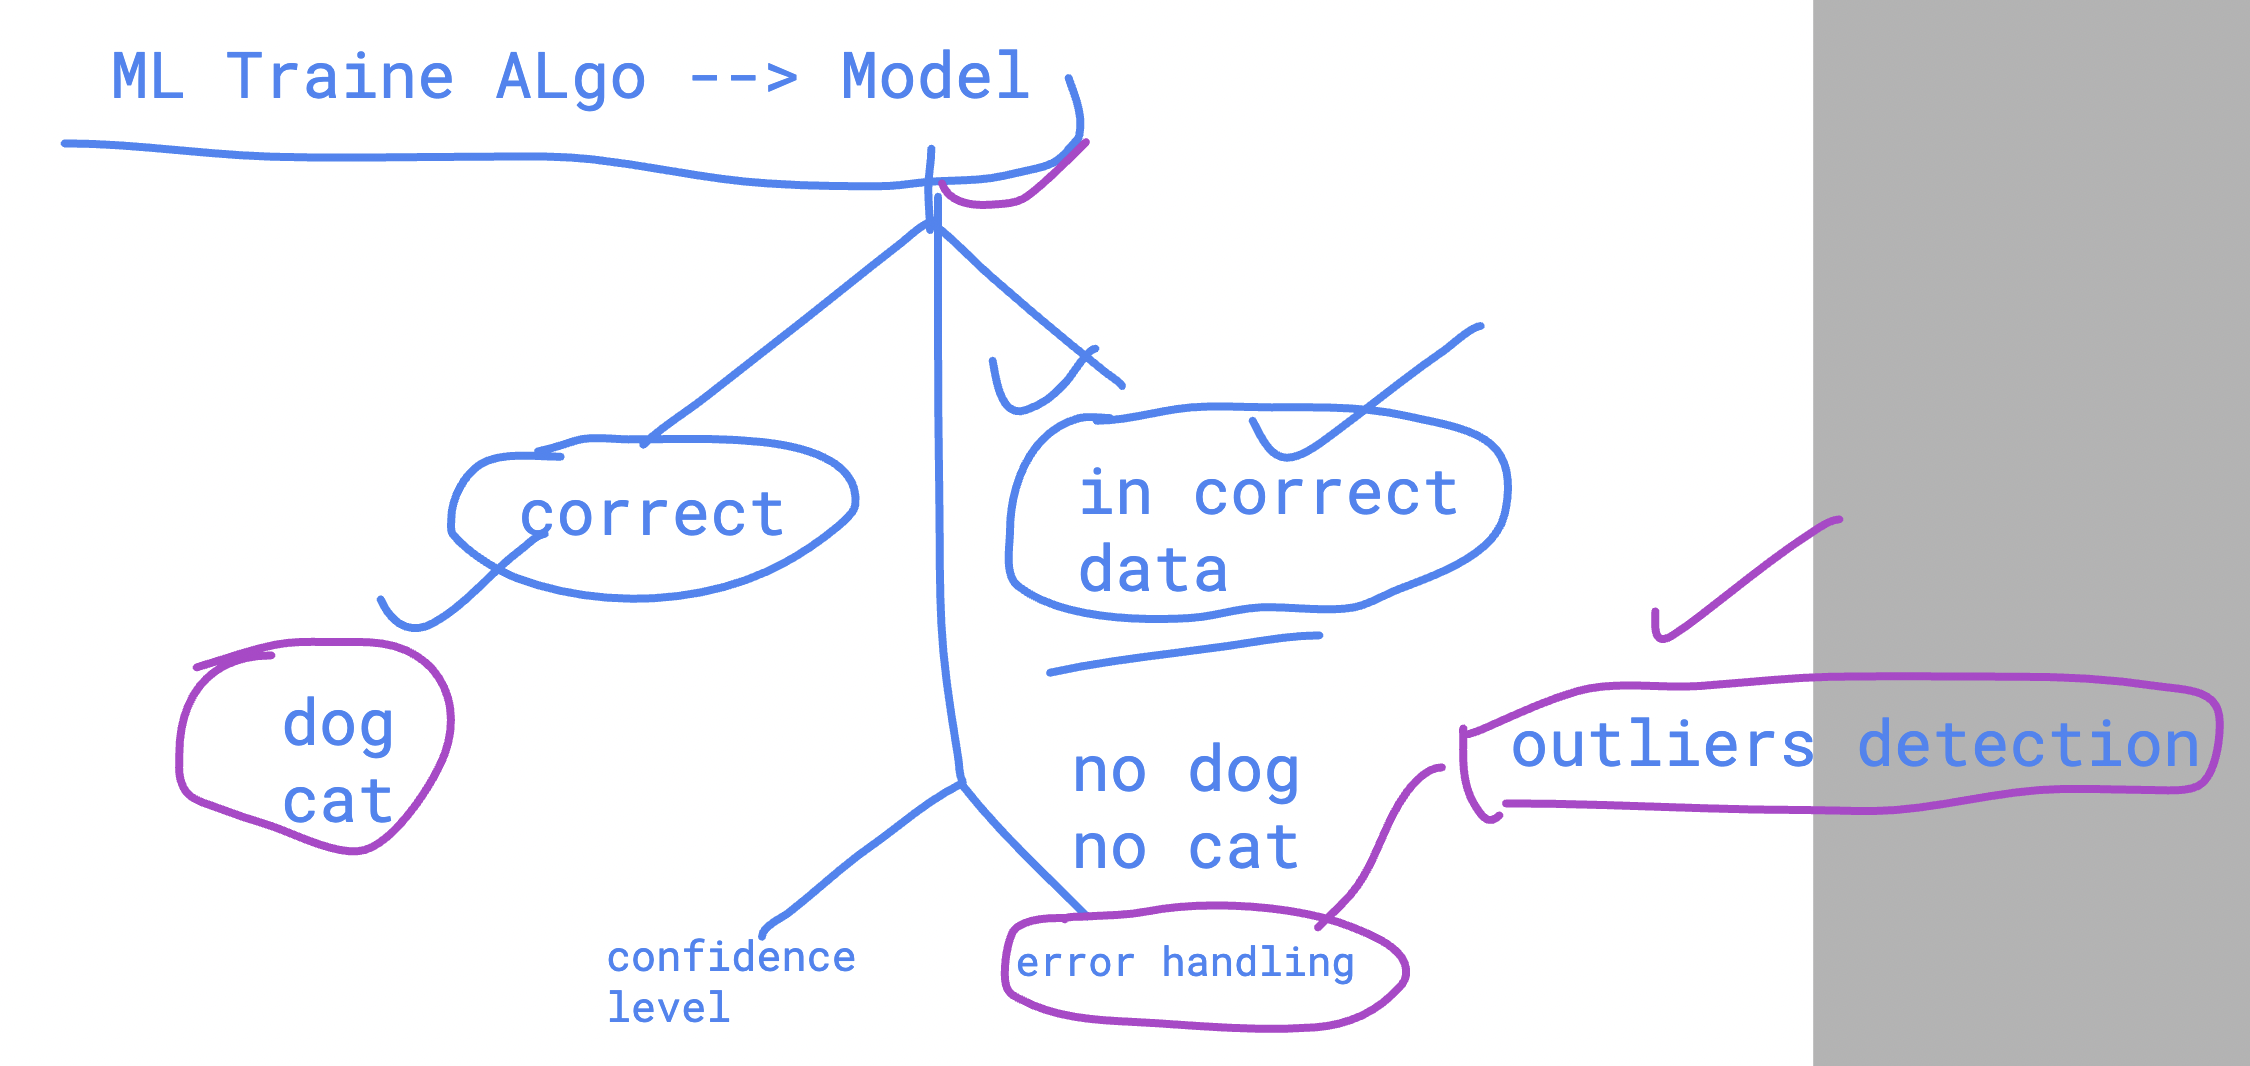 ML Traine ALgo --> Model
correct
in correct
data
dog
cat
no dog
no cat
outliers detection
confidence
level
error handling